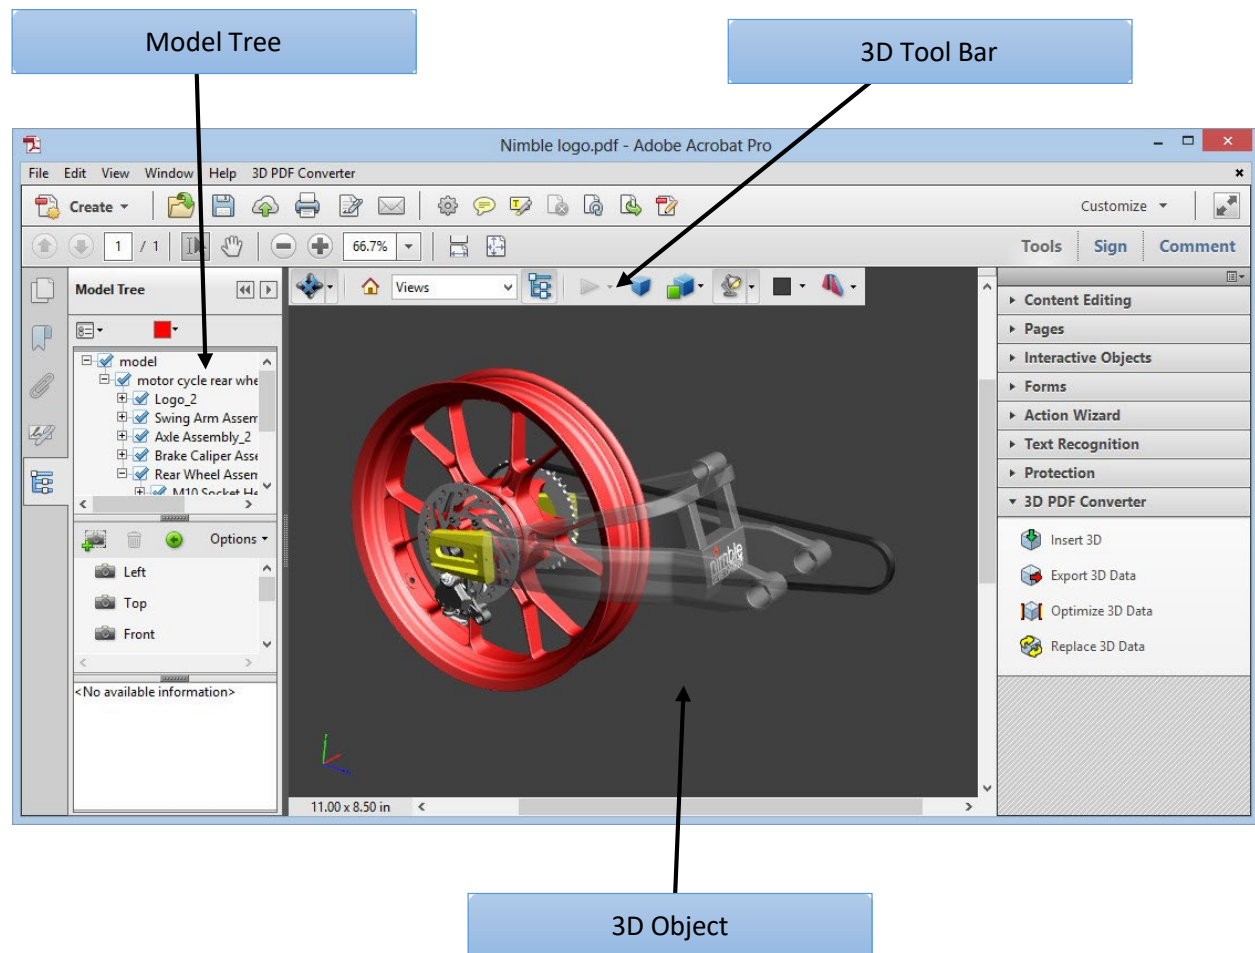 Model Tree
3D Tool Bar
Nimble logo.pdf - Adobe Acrobat Pro
File Edit View Window Help 3D PDF Converter
Create
Customize
1 / 1
66.7%
Tools Sign Comment
Model Tree
Views
model
motor cycle rear whe
Logo_2
Swing Arm Assem
Axle Assembly_2
Brake Caliper Asse
Rear Wheel Assem
M10 Socket He
Options
Left
Top
Front
<No available information>
nimble
11.00 x 8.50 in
Content Editing
Pages
Interactive Objects
Forms
Action Wizard
Text Recognition
Protection
3D PDF Converter
Insert 3D
Export 3D Data
Optimize 3D Data
Replace 3D Data
3D Object